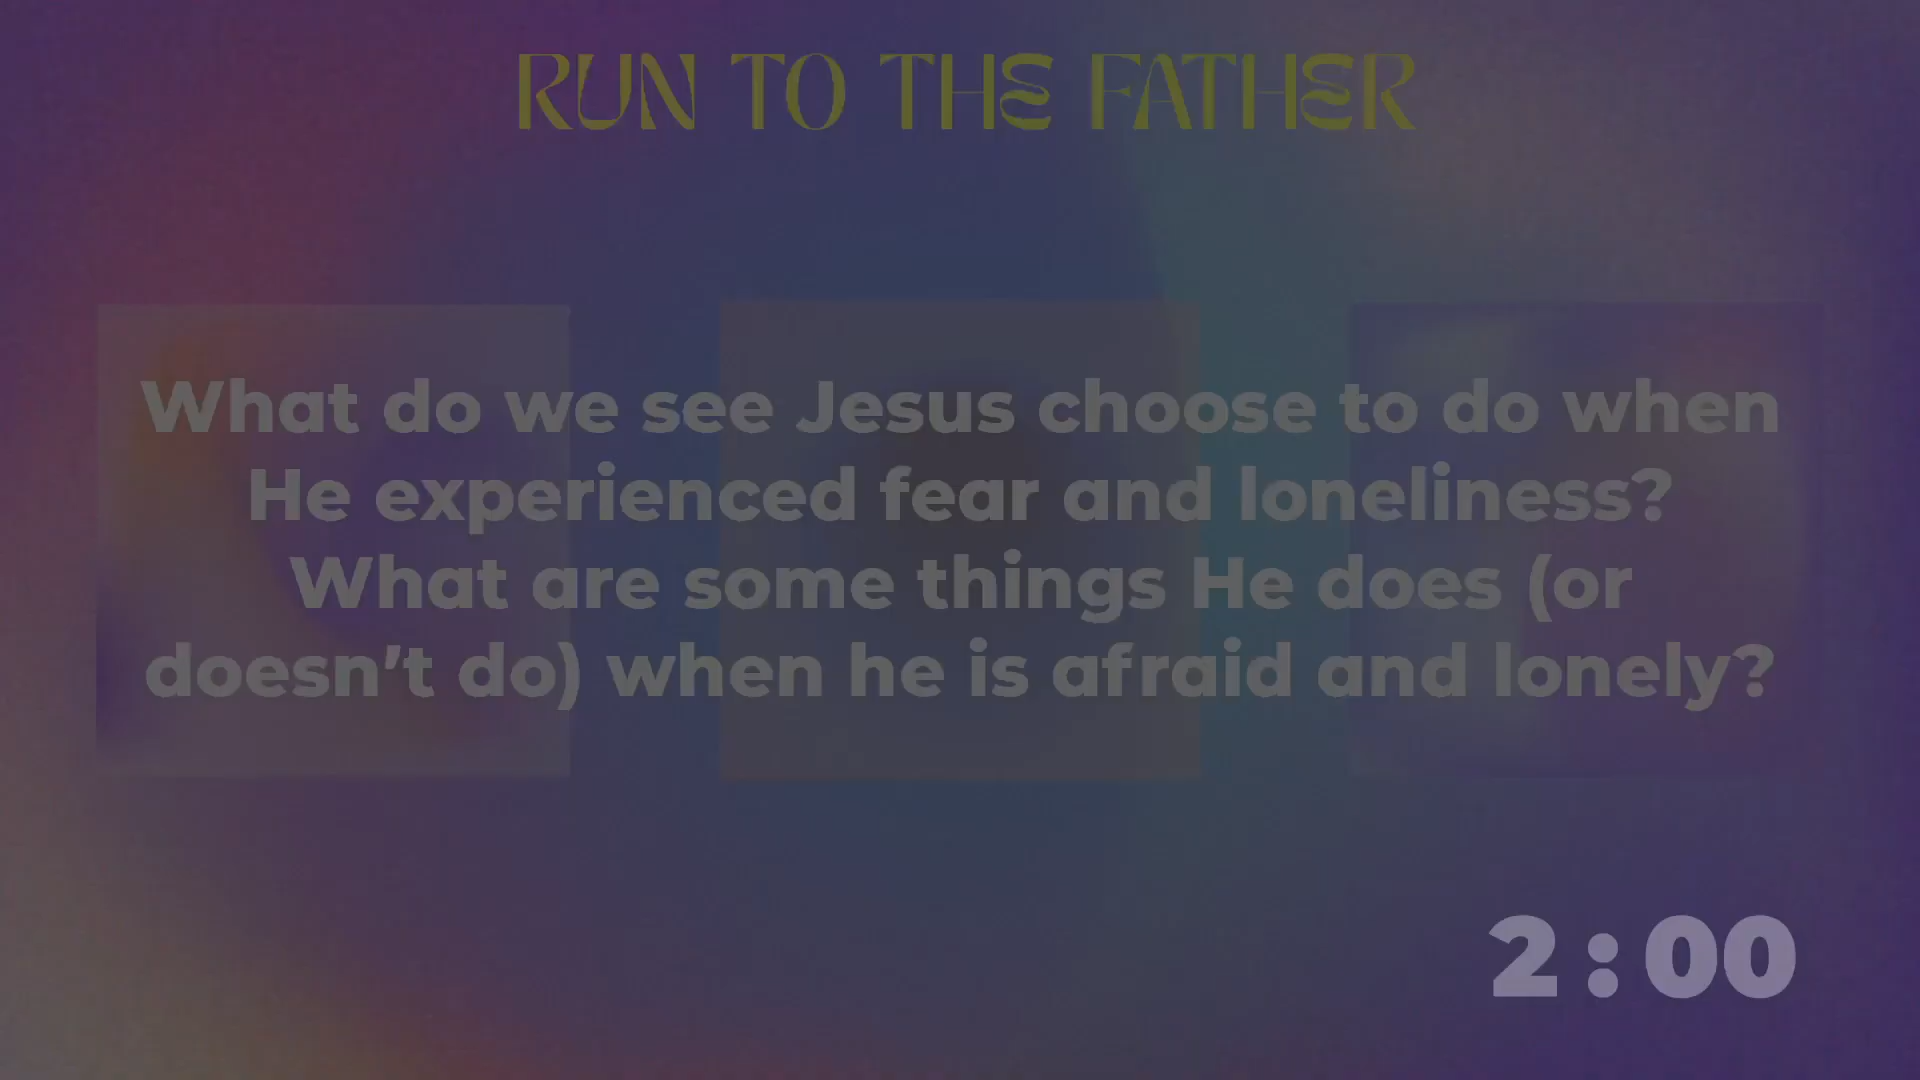 RUN TO THE FATHER
What do we see Jesus choose to do when
He experienced fear and loneliness?
What are some things He does (or
doesn't do) when he is afraid and lonely?
2:00